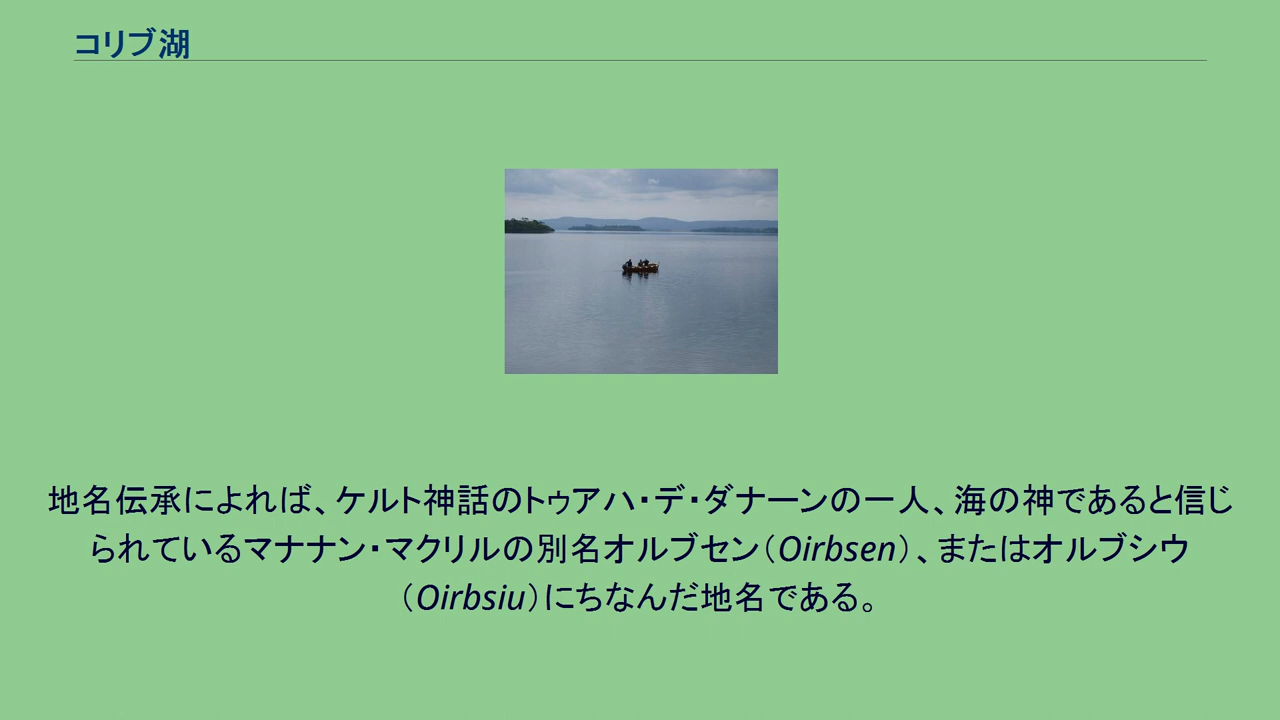 コリブ湖
地名伝承によれば、ケルト神話のトゥアハ・デ・ダナーンの一人、海の神であると信じ
られているマナナン・マクリルの別名オルブセン（Oirbsen）、またはオルブシウ
（Oirbsiu）にちなんだ地名である。